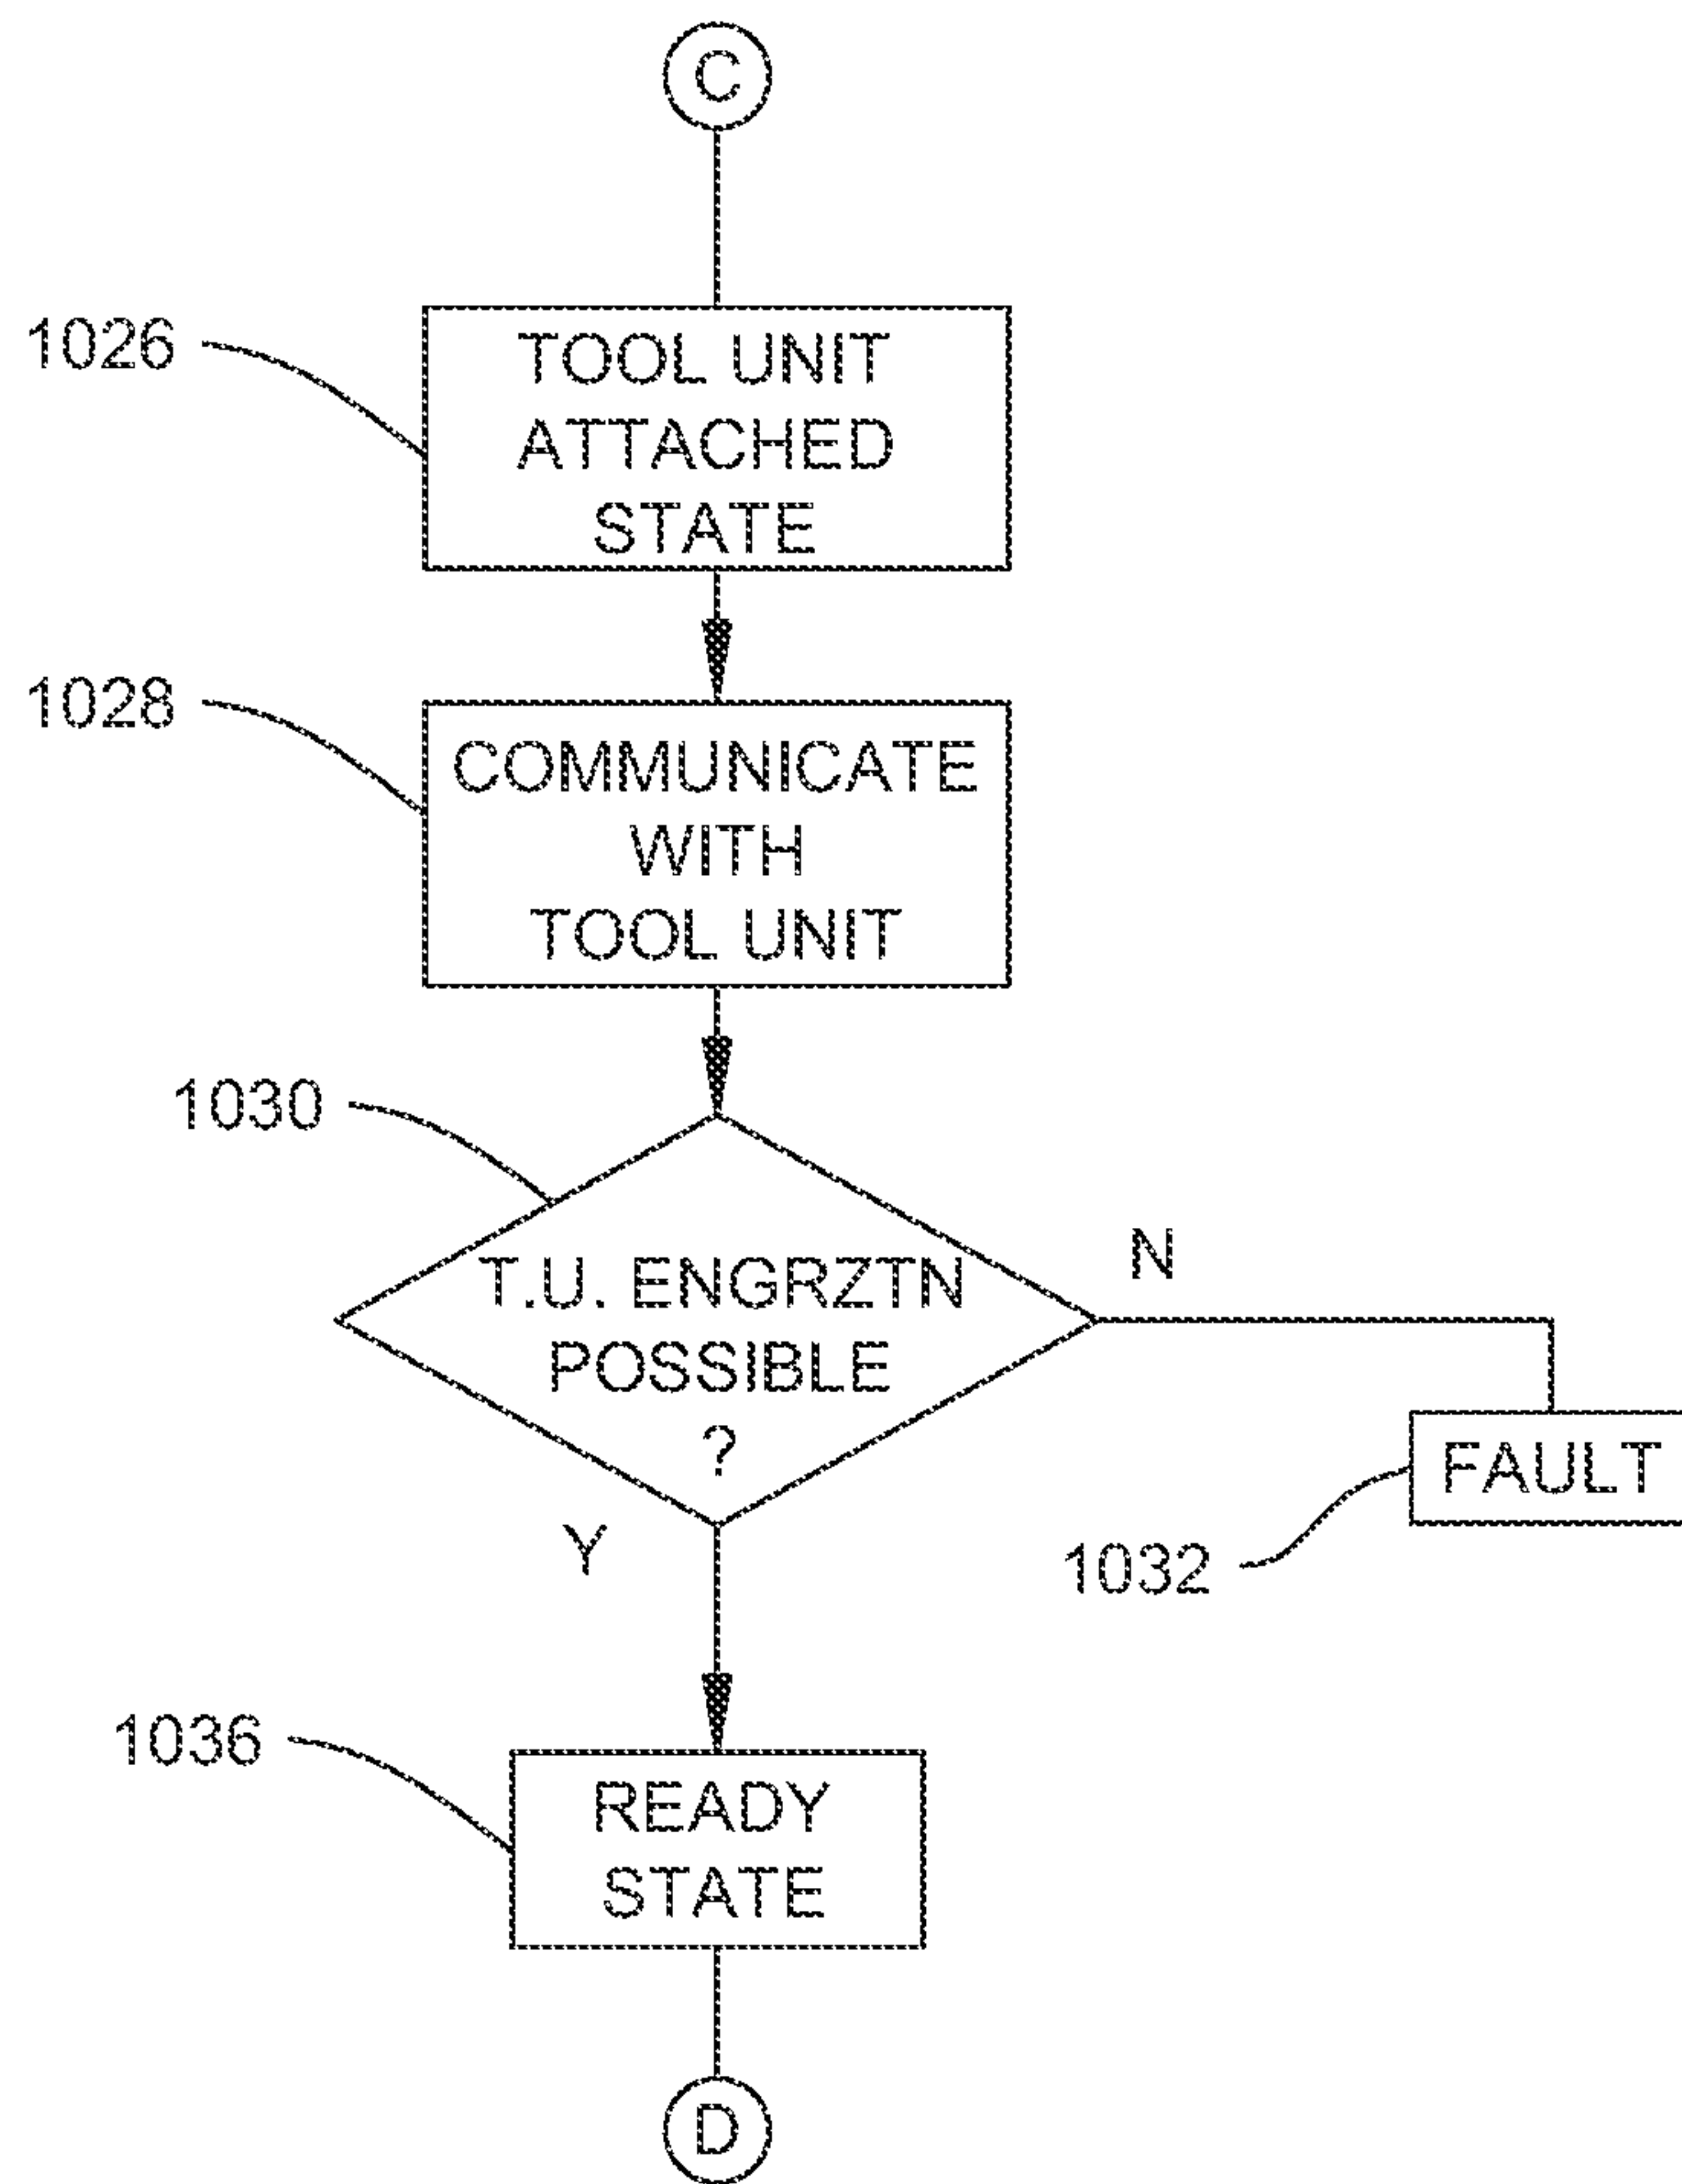 C
1026
TOOL UNIT
ATTACHED
STATE
1028
COMMUNICATE
WITH
TOOL UNIT
1030
T.U. ENGRZTN
POSSIBLE
?
N
FAULT
1032
Y
1036
READY
STATE
D